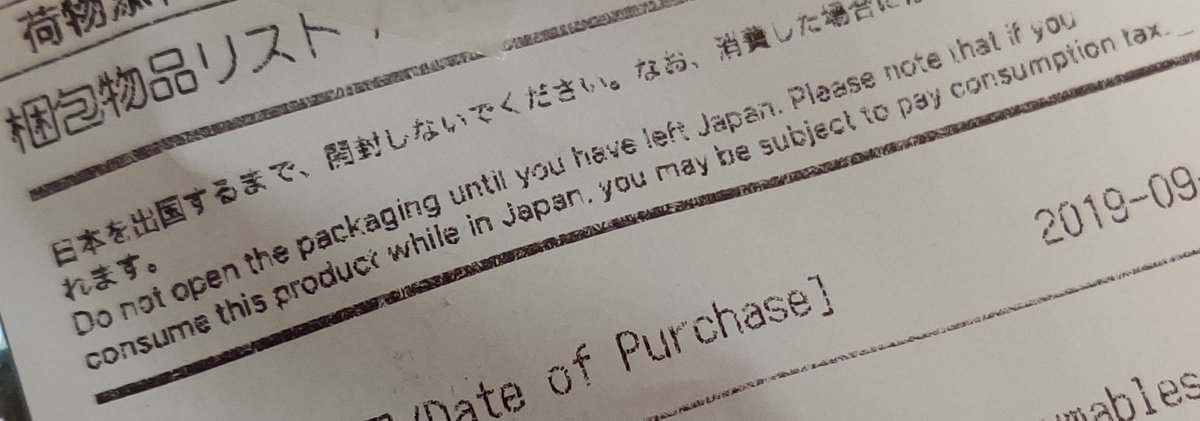 荷物
梱包物品リスト
日本を出国するまで、開封しないでください。なお、消費した場合に
れます。
Do not open the packaging until you have left Japan. Please note that if you
consume this product while in Japan, you may be subject to pay consumption tax.
2019-09-
/Date of Purchase]
umables